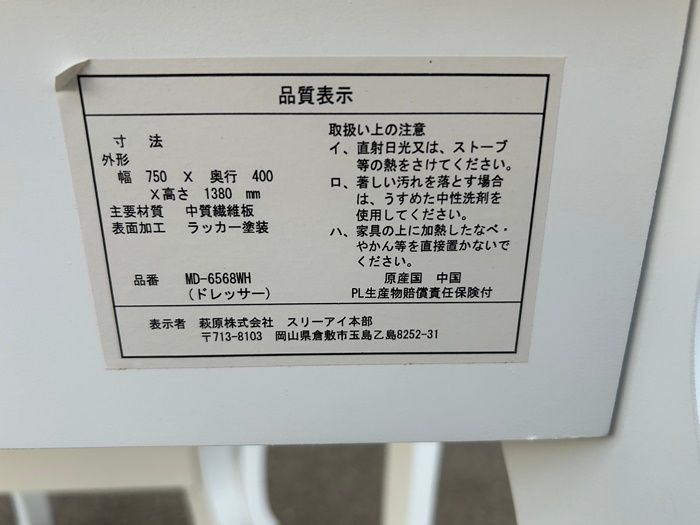 品質表示
寸 法
外形
幅 750 X 奥行 400
X高さ 1380 mm
主要材質 中質繊維板
表面加工 ラッカー塗装
品番 MD-6568WH
(ドレッサー)
取扱い上の注意
イ、直射日光又は、ストーブ
等の熱をさけてください。
ロ、著しい汚れを落とす場合
は、うすめた中性洗剤を
使用してください。
ハ、家具の上に加熱したなべ・
やかん等を直接置かないで
ください。
原産国 中国
PL生産物賠償責任保険付
表示者 萩原株式会社 スリーアイ本部
〒713-8103 岡山県倉敷市玉島乙島8252-31